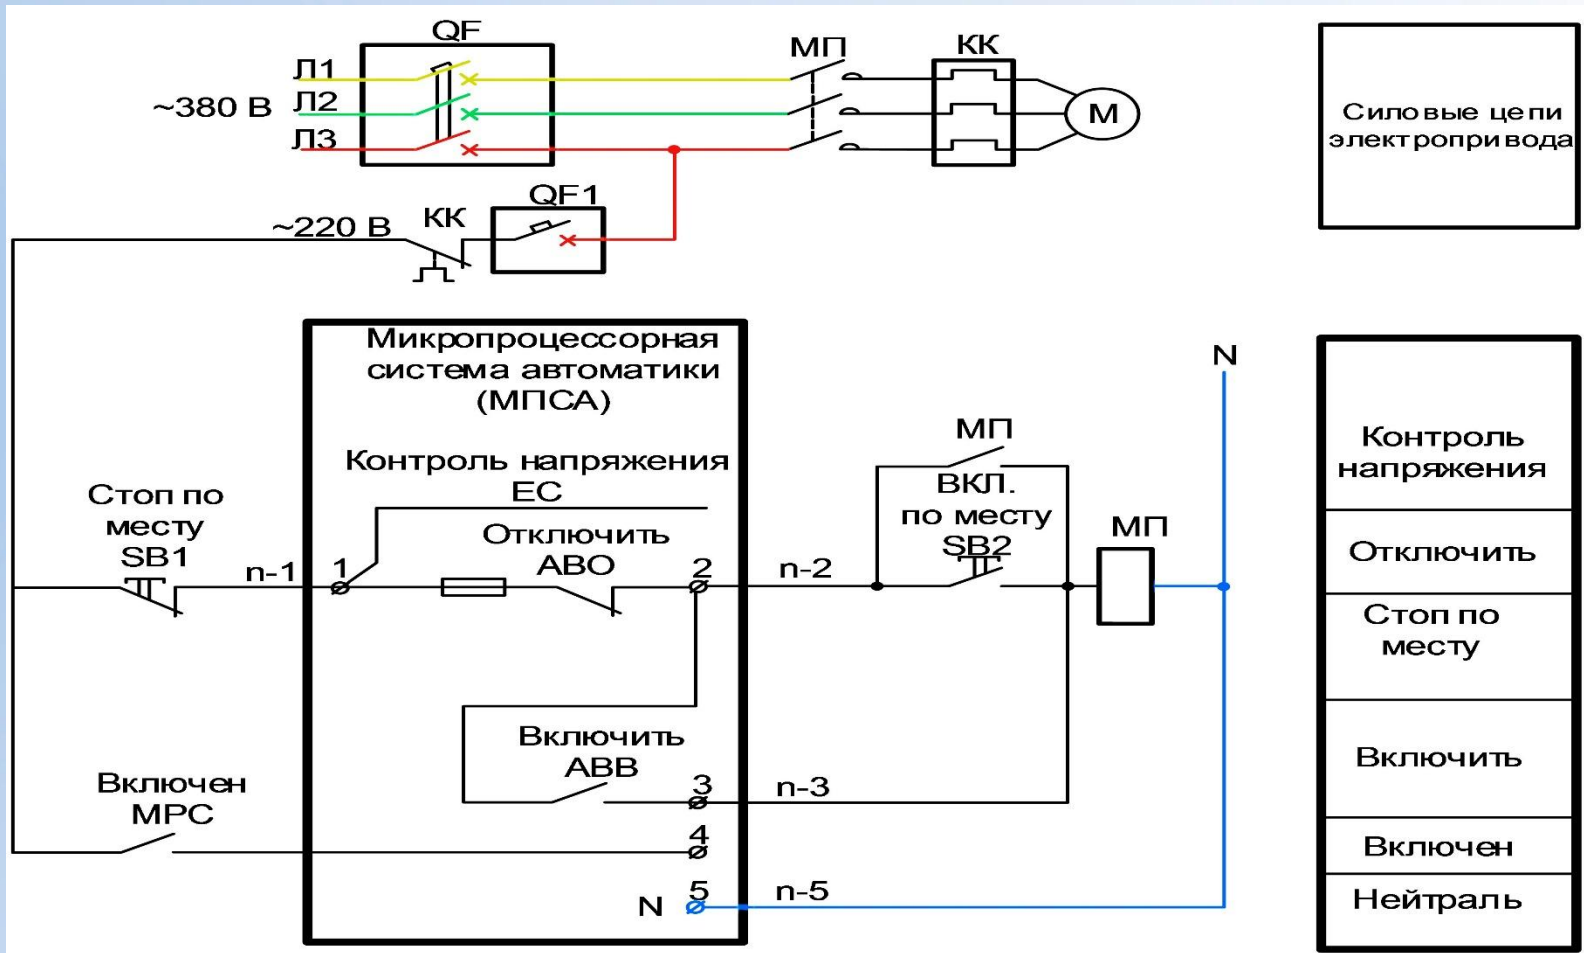 QF
МП
КК
Л1
~380 В
Л2
Л3
М
Силовые цепи
электропривода
QF1
КК
~220 В
Микропроцессорная
система автоматики
(МПСА)
N
Контроль напряжения
ЕС
МП
Контроль
напряжения
Стоп по
месту
SB1
n-1
1
Отключить
АВО
2
n-2
ВКЛ.
по месту
SB2
МП
Отключить
Стоп по
месту
Включен
МРС
Включить
АВВ
3
n-3
Включить
4
Включен
N
5
n-5
Нейтраль